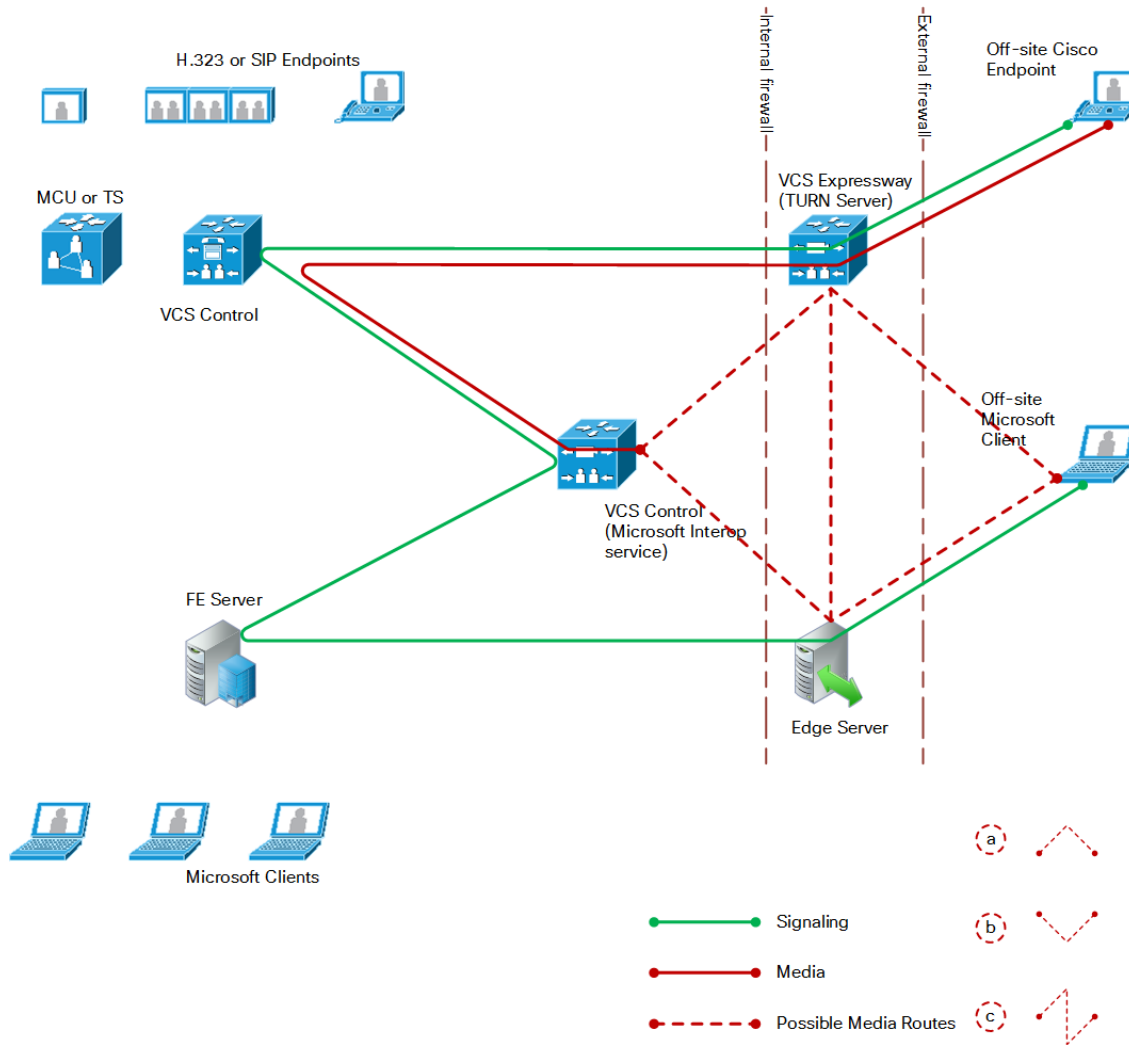 H.323 or SIP Endpoints
Internal firewall
External firewall
Off-site Cisco
Endpoint
MCU or TS
VCS Control
VCS Expressway
(TURN Server)
Off-site
Microsoft
Client
VCS Control
(Microsoft Interop
service)
FE Server
Edge Server
Microsoft Clients
a
b
c
Signaling
Media
Possible Media Routes